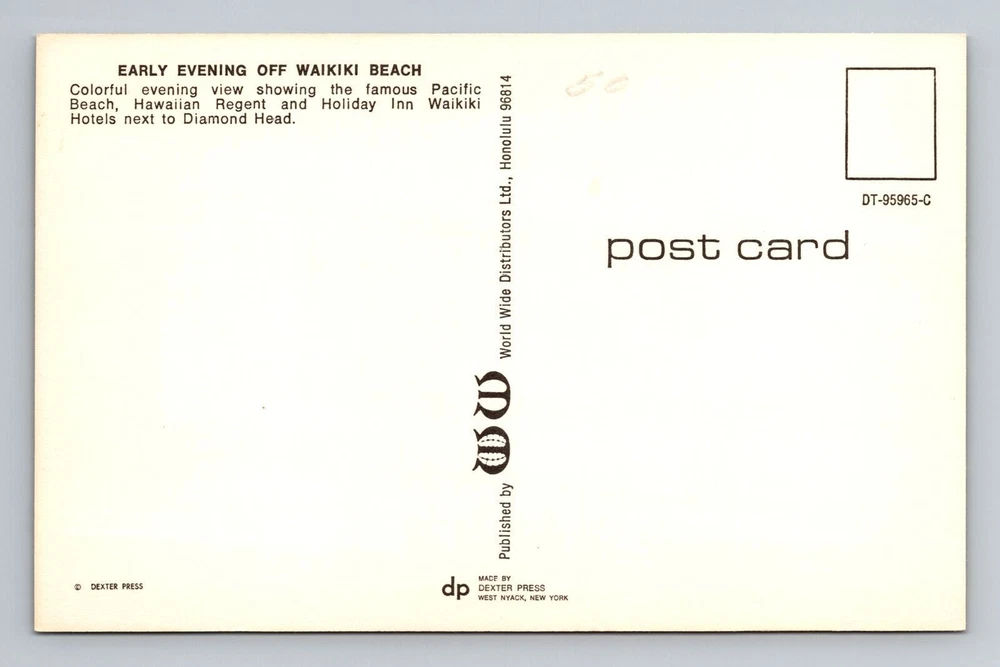 EARLY EVENING OFF WAIKIKI BEACH
Colorful evening view showing the famous Pacific
Beach, Hawaiian Regent and Holiday Inn Waikiki
Hotels next to Diamond Head.
© DEXTER PRESS
Published by WW World Wide Distributors Ltd., Honolulu 96814
dp
MADE BY
DEXTER PRESS
WEST NYACK, NEW YORK
50
DT-95965-C
post card